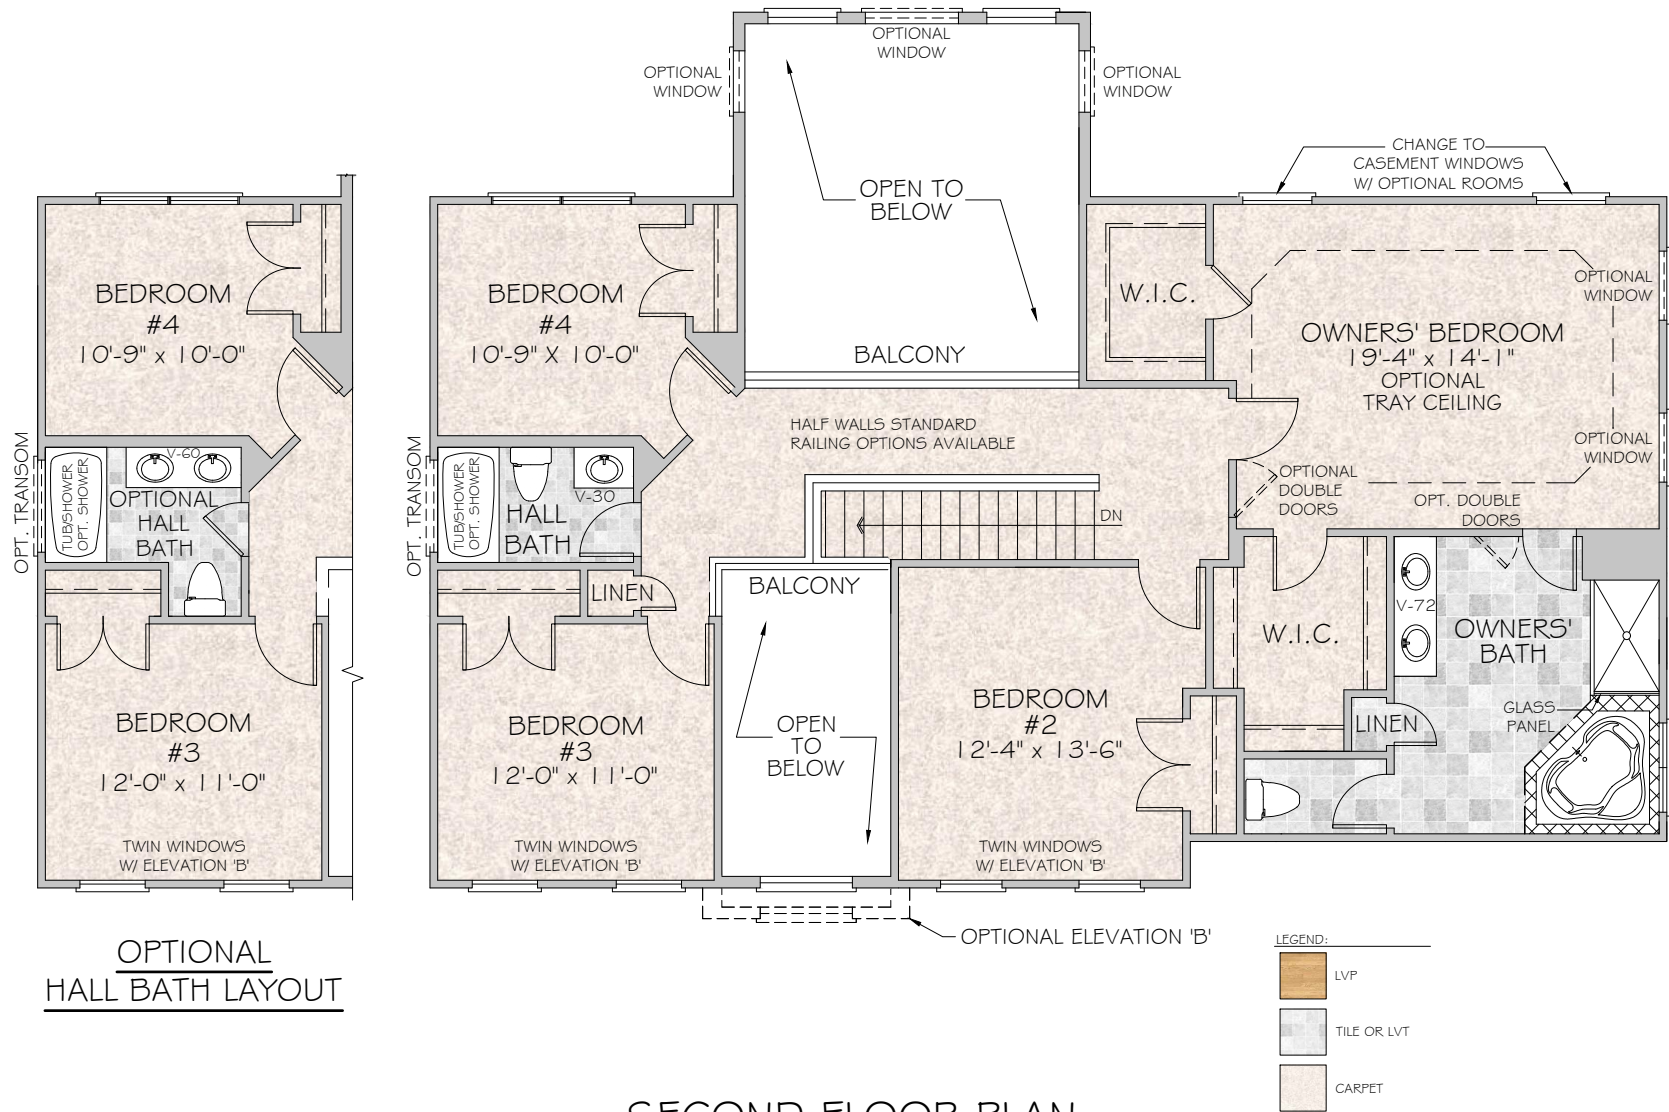 OPTIONAL
WINDOW
OPTIONAL
WINDOW
OPTIONAL
WINDOW
CHANGE TO
CASEMENT WINDOWS
W/ OPTIONAL ROOMS
OPEN TO
BELOW
BALCONY
BEDROOM
#4
10'-9" x 10'-0"
BEDROOM
#4
10'-9" X 10'-0"
W.I.C.
OWNERS' BEDROOM
19'-4" x 14'-1"
OPTIONAL
TRAY CEILING
OPTIONAL
WINDOW
OPTIONAL
WINDOW
HALF WALLS STANDARD
RAILING OPTIONS AVAILABLE
OPTIONAL
DOUBLE
DOORS
OPT. DOUBLE
DOORS
OPT. TRANSOM
TUB/SHOWER
OPT. SHOWER
V-60
OPTIONAL
HALL
BATH
OPT. TRANSOM
TUB/SHOWER
OPT. SHOWER
V-30
HALL
BATH
DN
LINEN
BALCONY
V-72
W.I.C.
OWNERS'
BATH
GLASS
PANEL
LINEN
BEDROOM
#3
12'-0" x 11'-0"
TWIN WINDOWS
W/ ELEVATION 'B'
BEDROOM
#3
12'-0" x 11'-0"
TWIN WINDOWS
W/ ELEVATION 'B'
OPEN
TO
BELOW
BEDROOM
#2
12'-4" x 13'-6"
TWIN WINDOWS
W/ ELEVATION 'B'
OPTIONAL ELEVATION 'B'
OPTIONAL
HALL BATH LAYOUT
LEGEND:
LVP
TILE OR LVT
CARPET
SECOND FLOOR PLAN